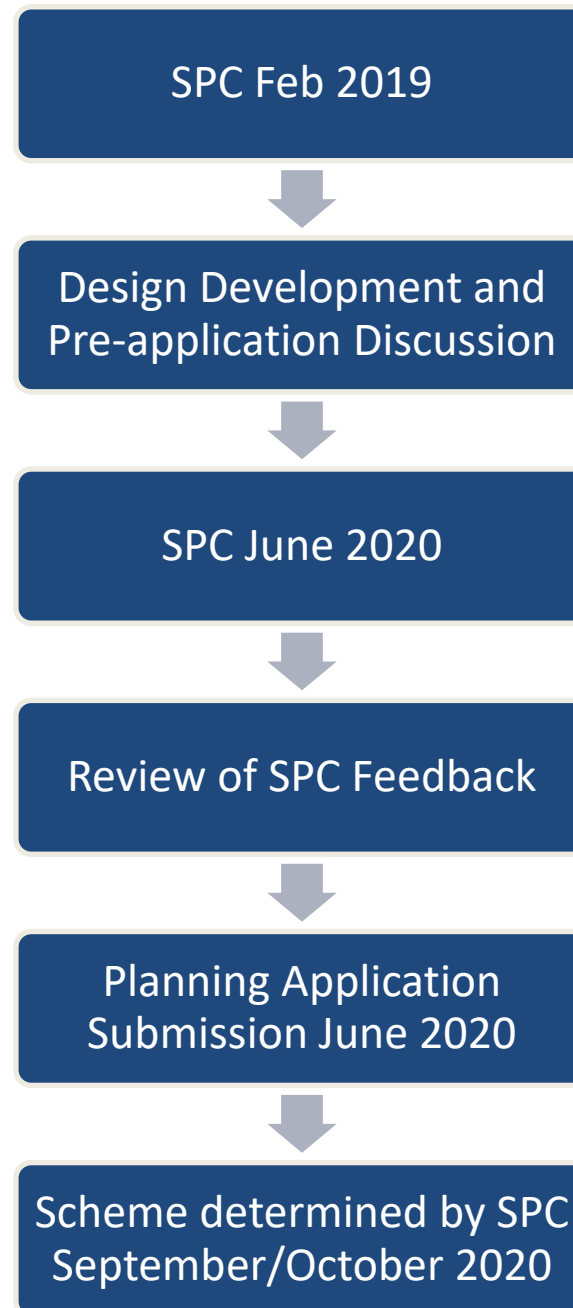 SPC Feb 2019
Design Development and
Pre-application Discussion
SPC June 2020
Review of SPC Feedback
Planning Application
Submission June 2020
Scheme determined by SPC
September/October 2020